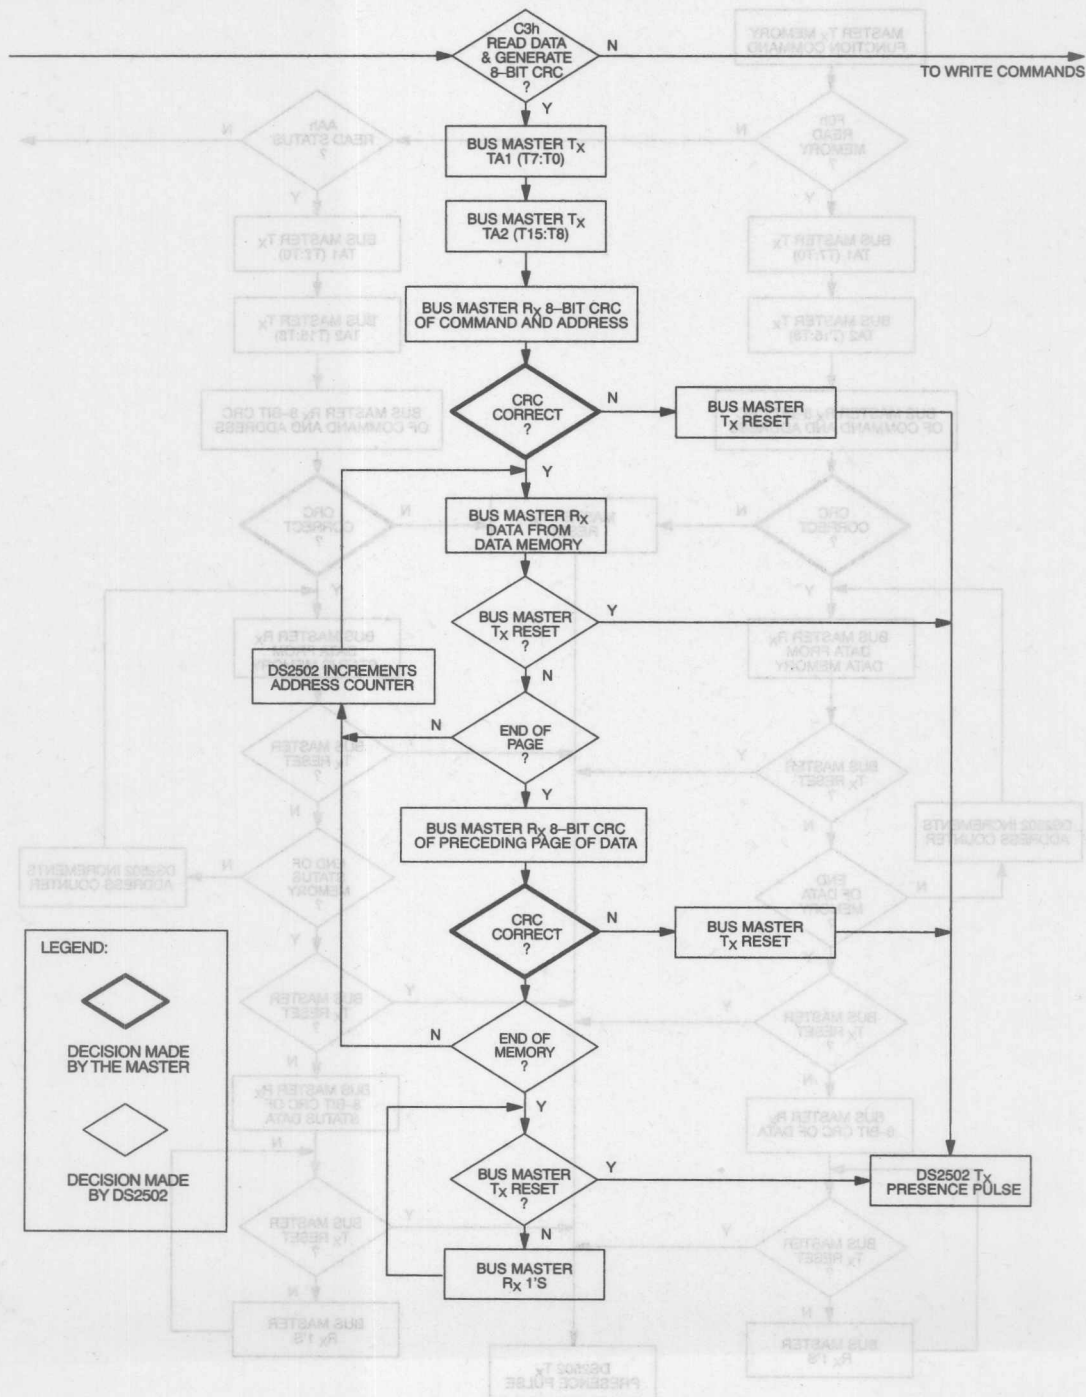 C3h
READ DATA
& GENERATE
8–BIT CRC
?
N
TO WRITE COMMANDS
Y
BUS MASTER TX
TA1 (T7:T0)
BUS MASTER TX
TA2 (T15:T8)
BUS MASTER RX 8–BIT CRC
OF COMMAND AND ADDRESS
CRC
CORRECT
?
N
BUS MASTER
TX RESET
Y
BUS MASTER RX
DATA FROM
DATA MEMORY
BUS MASTER
TX RESET
?
Y
N
DS2502 INCREMENTS
ADDRESS COUNTER
END OF
PAGE
?
N
Y
BUS MASTER RX 8–BIT CRC
OF PRECEDING PAGE OF DATA
CRC
CORRECT
?
N
BUS MASTER
TX RESET
LEGEND:
DECISION MADE
BY THE MASTER
DECISION MADE
BY DS2502
END OF
MEMORY
?
N
Y
BUS MASTER
TX RESET
?
Y
DS2502 TX
PRESENCE PULSE
N
BUS MASTER
RX 1'S